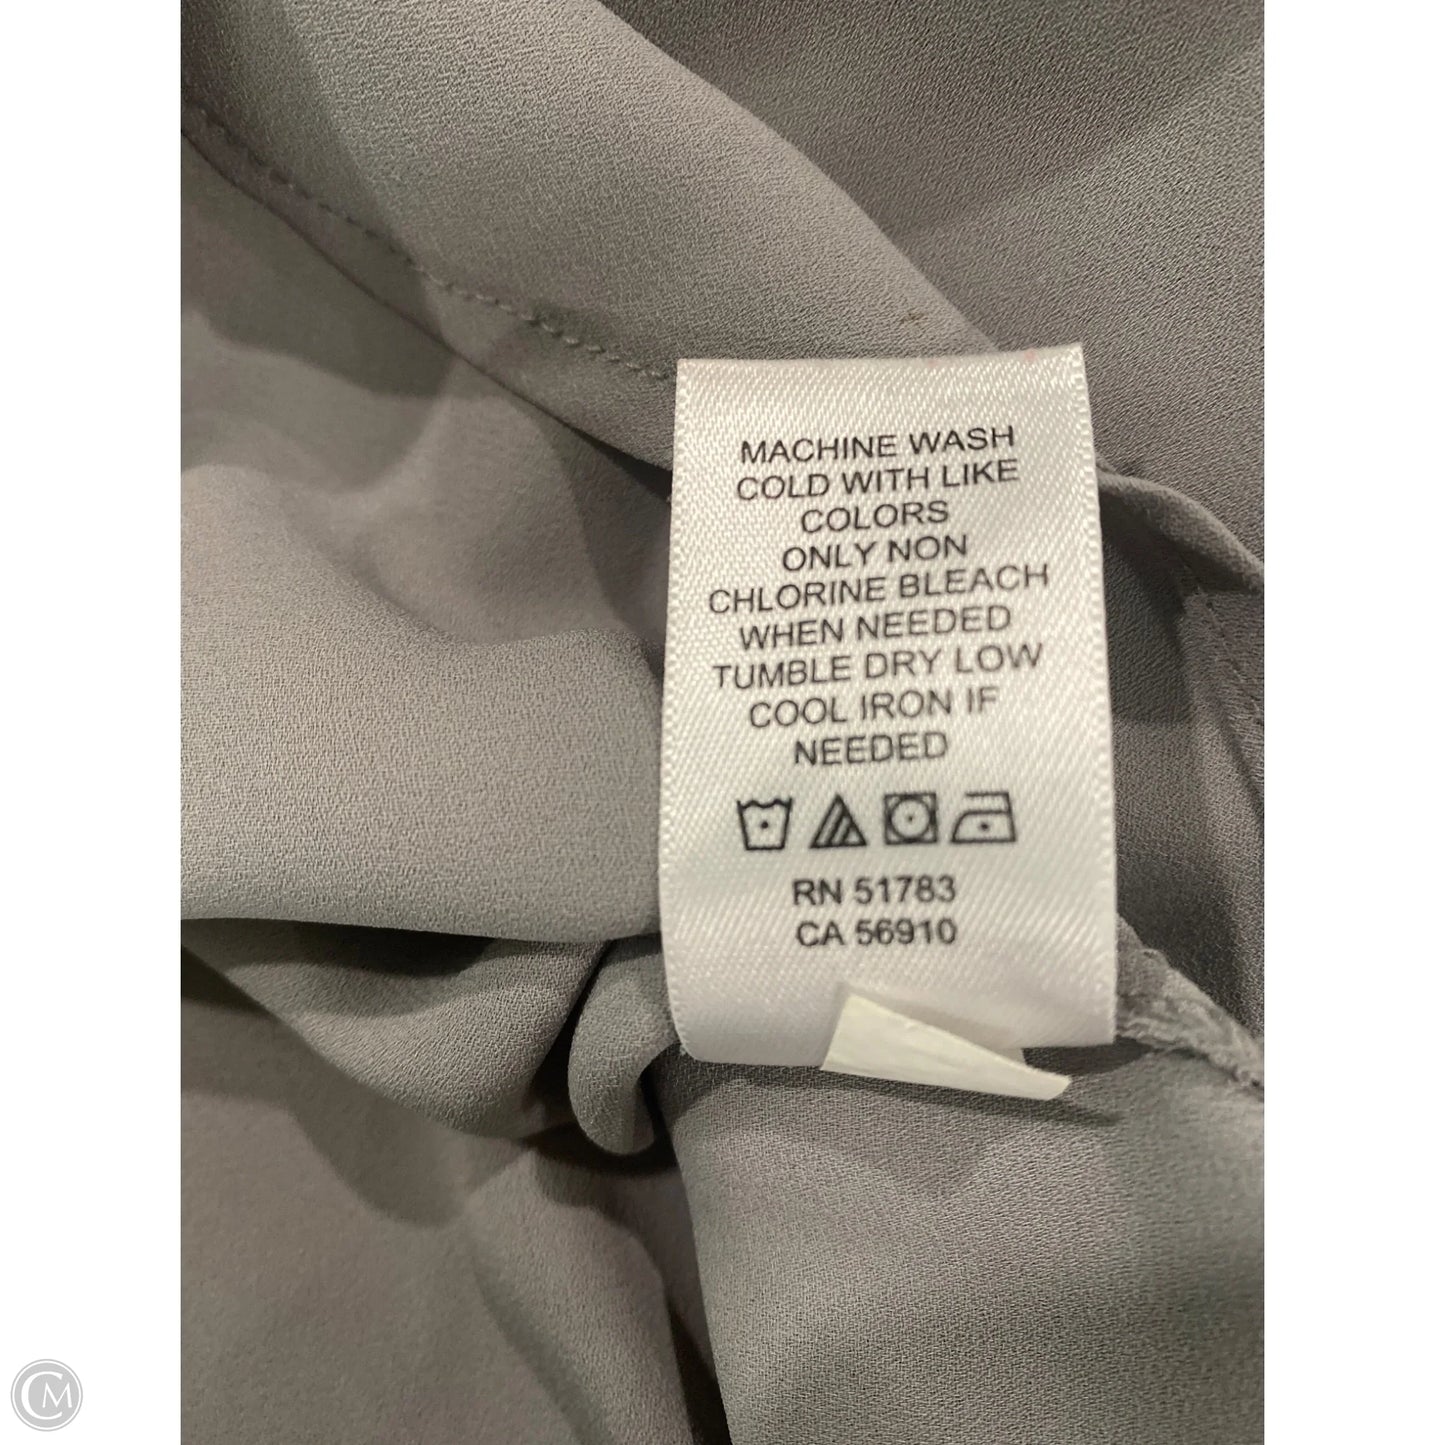 MACHINE WASH
COLD WITH LIKE
COLORS
ONLY NON
CHLORINE BLEACH
WHEN NEEDED
TUMBLE DRY LOW
COOL IRON IF
NEEDED
RN 51783
CA 56910
CM